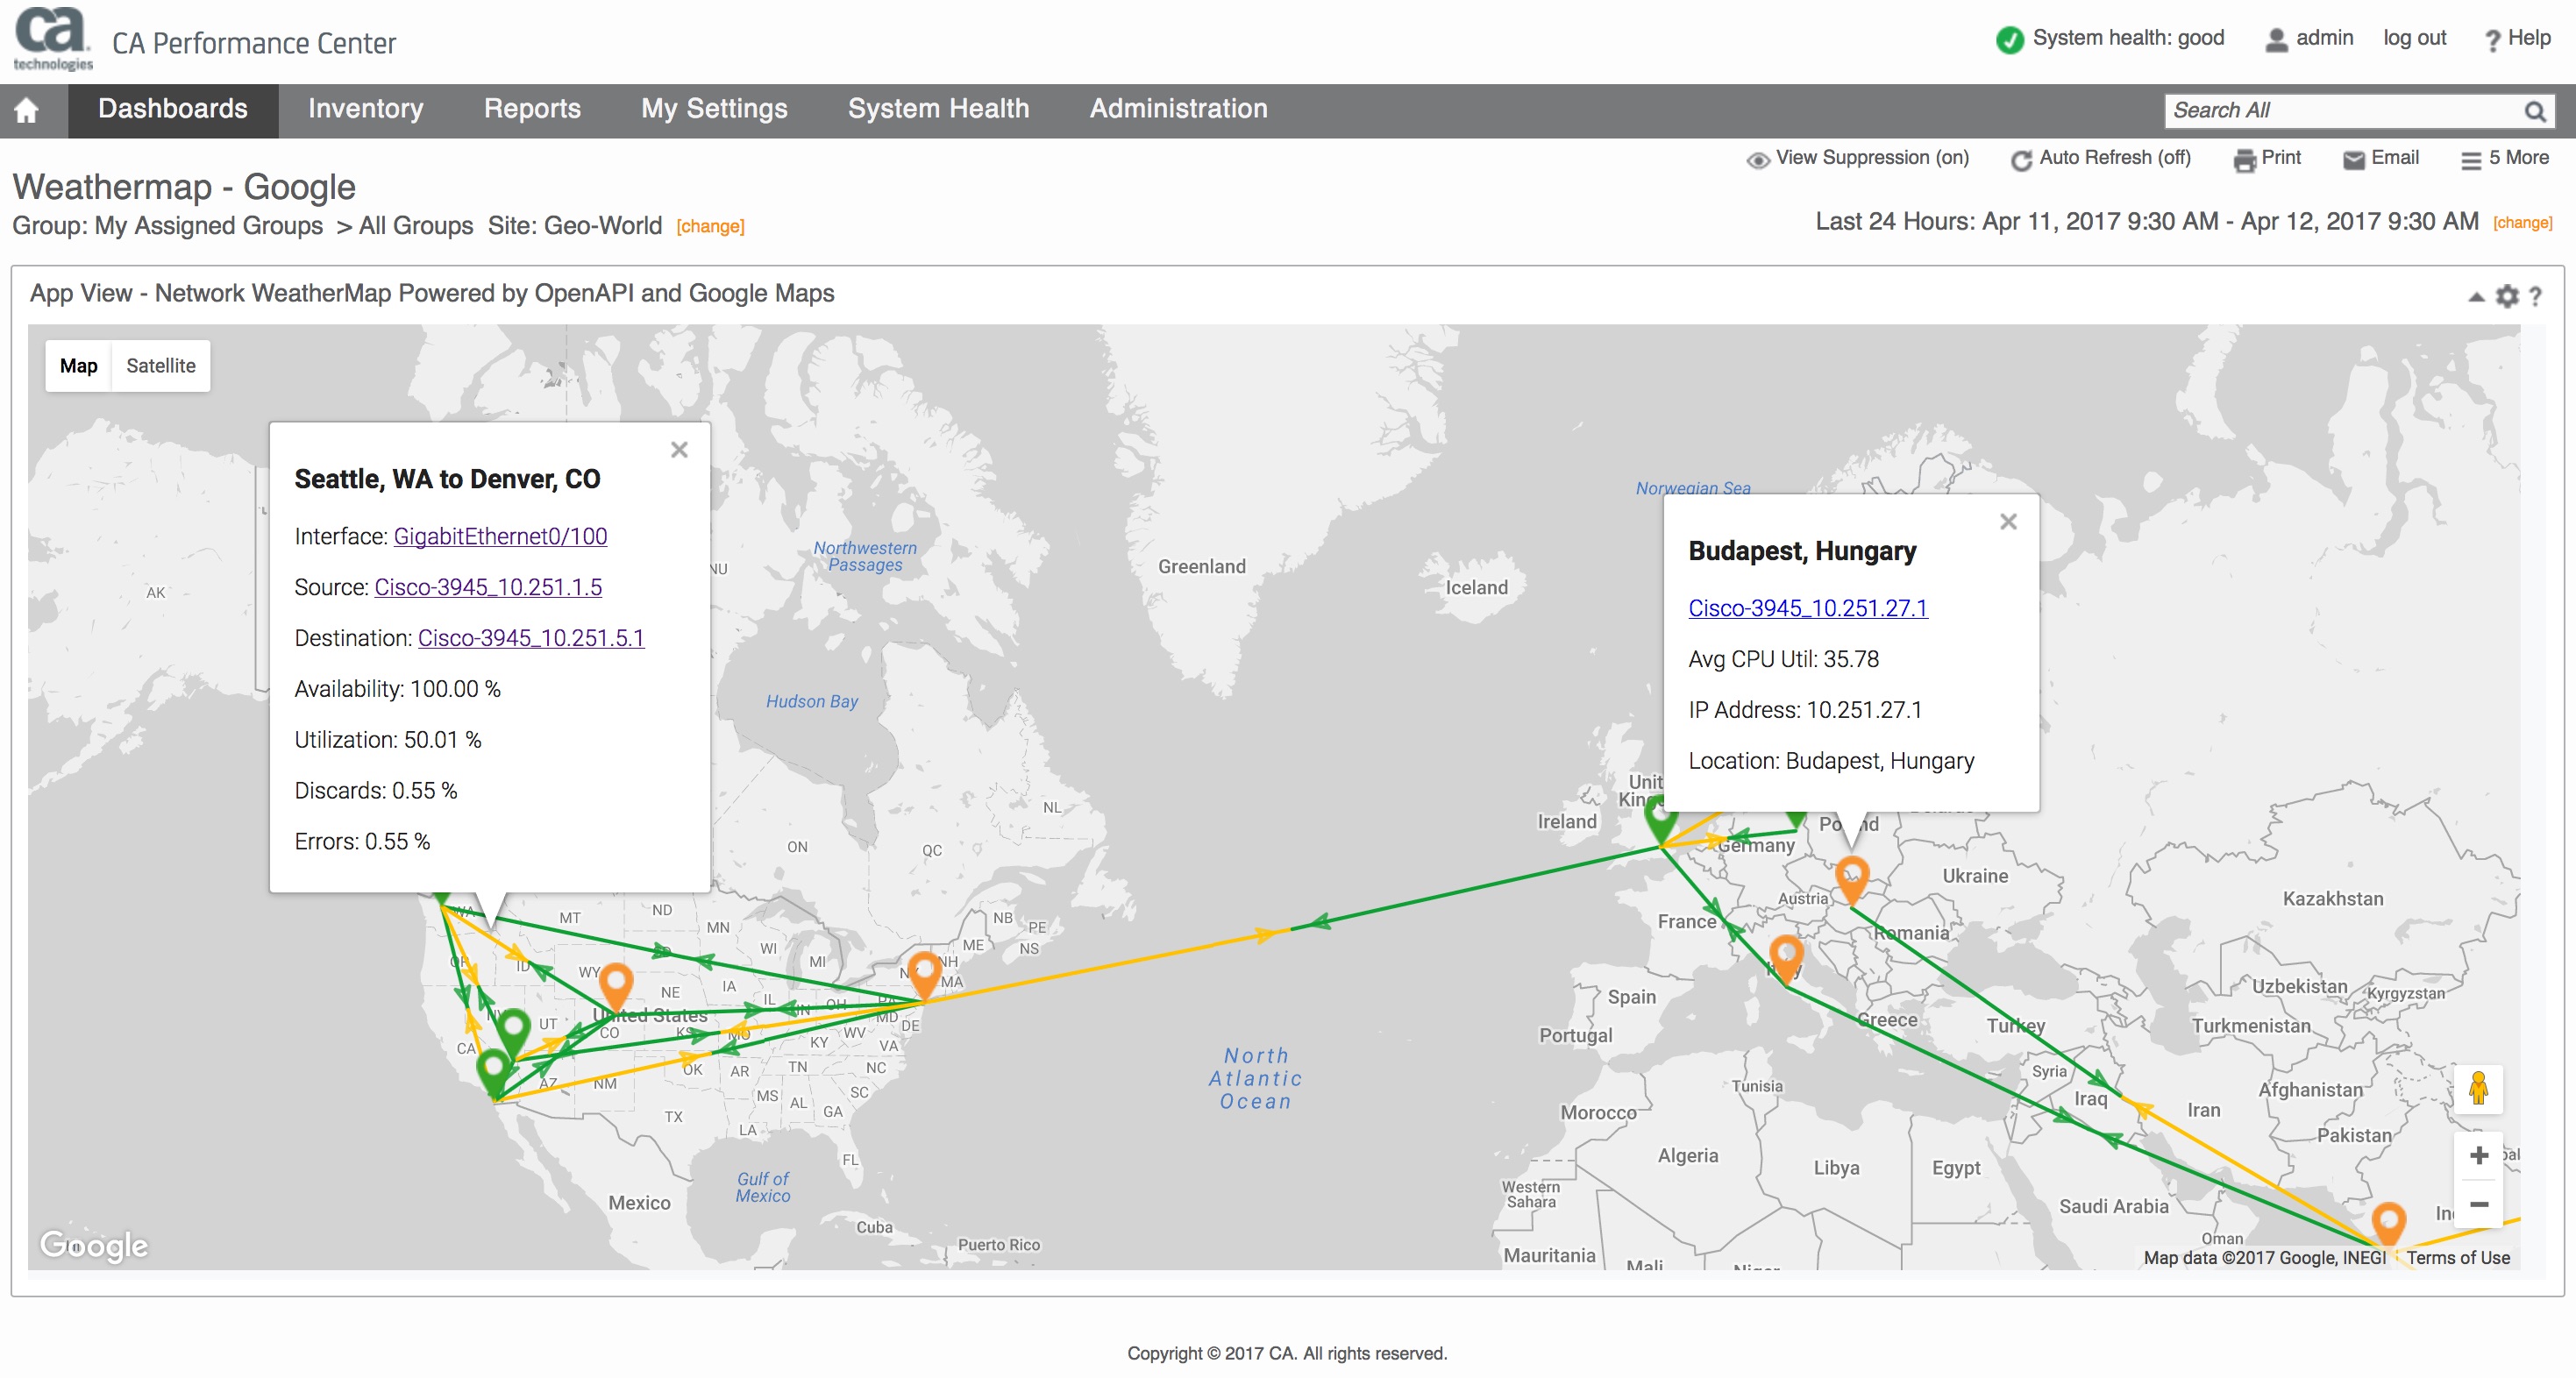 ca
technologies
CA Performance Center
System health: good
admin
log out
? Help
Dashboards
Inventory
Reports
My Settings
System Health
Administration
Search All
View Suppression (on)
Auto Refresh (off)
Print
Email
5 More
Weathermap - Google
Group: My Assigned Groups > All Groups Site: Geo-World [change]
Last 24 Hours: Apr 11, 2017 9:30 AM - Apr 12, 2017 9:30 AM [change]
App View - Network WeatherMap Powered by OpenAPI and Google Maps
?
Map
Satellite
Seattle, WA to Denver, CO
Interface: GigabitEthernet0/100
Source: Cisco-3945_10.251.1.5
Destination: Cisco-3945_10.251.5.1
Availability: 100.00 %
Utilization: 50.01 %
Discards: 0.55 %
Errors: 0.55 %
Budapest, Hungary
Cisco-3945_10.251.27.1
Avg CPU Util: 35.78
IP Address: 10.251.27.1
Location: Budapest, Hungary
Norwegian Sea
Northwestern
Passages
NU
Greenland
Iceland
AK
Hudson Bay
NL
Ireland
Germany
ON
QC
Ukraine
Austria
Kazakhstan
France
Romania
WA
MT
ND
MN
NB
PE
ME
NS
WI
MI
ID
WY
NH
MA
NE
IA
IL
OH
PA
Spain
Uzbekistan
Kyrgyzstan
United States
UT
CO
KS
MO
MD
DE
WV
KY
VA
CA
Portugal
Greece
Turkey
Turkmenistan
North
Atlantic
Ocean
AZ
NM
OK
AR
TN
NC
Syria
Tunisia
Afghanistan
MS
AL
SC
GA
Iraq
Iran
Morocco
TX
LA
Pakistan
FL
Algeria
Libya
Egypt
Gulf of
Mexico
Western
Sahara
Mexico
Saudi Arabia
Cuba
Oman
Puerto Rico
Mauritania
Mali
Google
Map data ©2017 Google, INEGI
Terms of Use
Copyright © 2017 CA. All rights reserved.